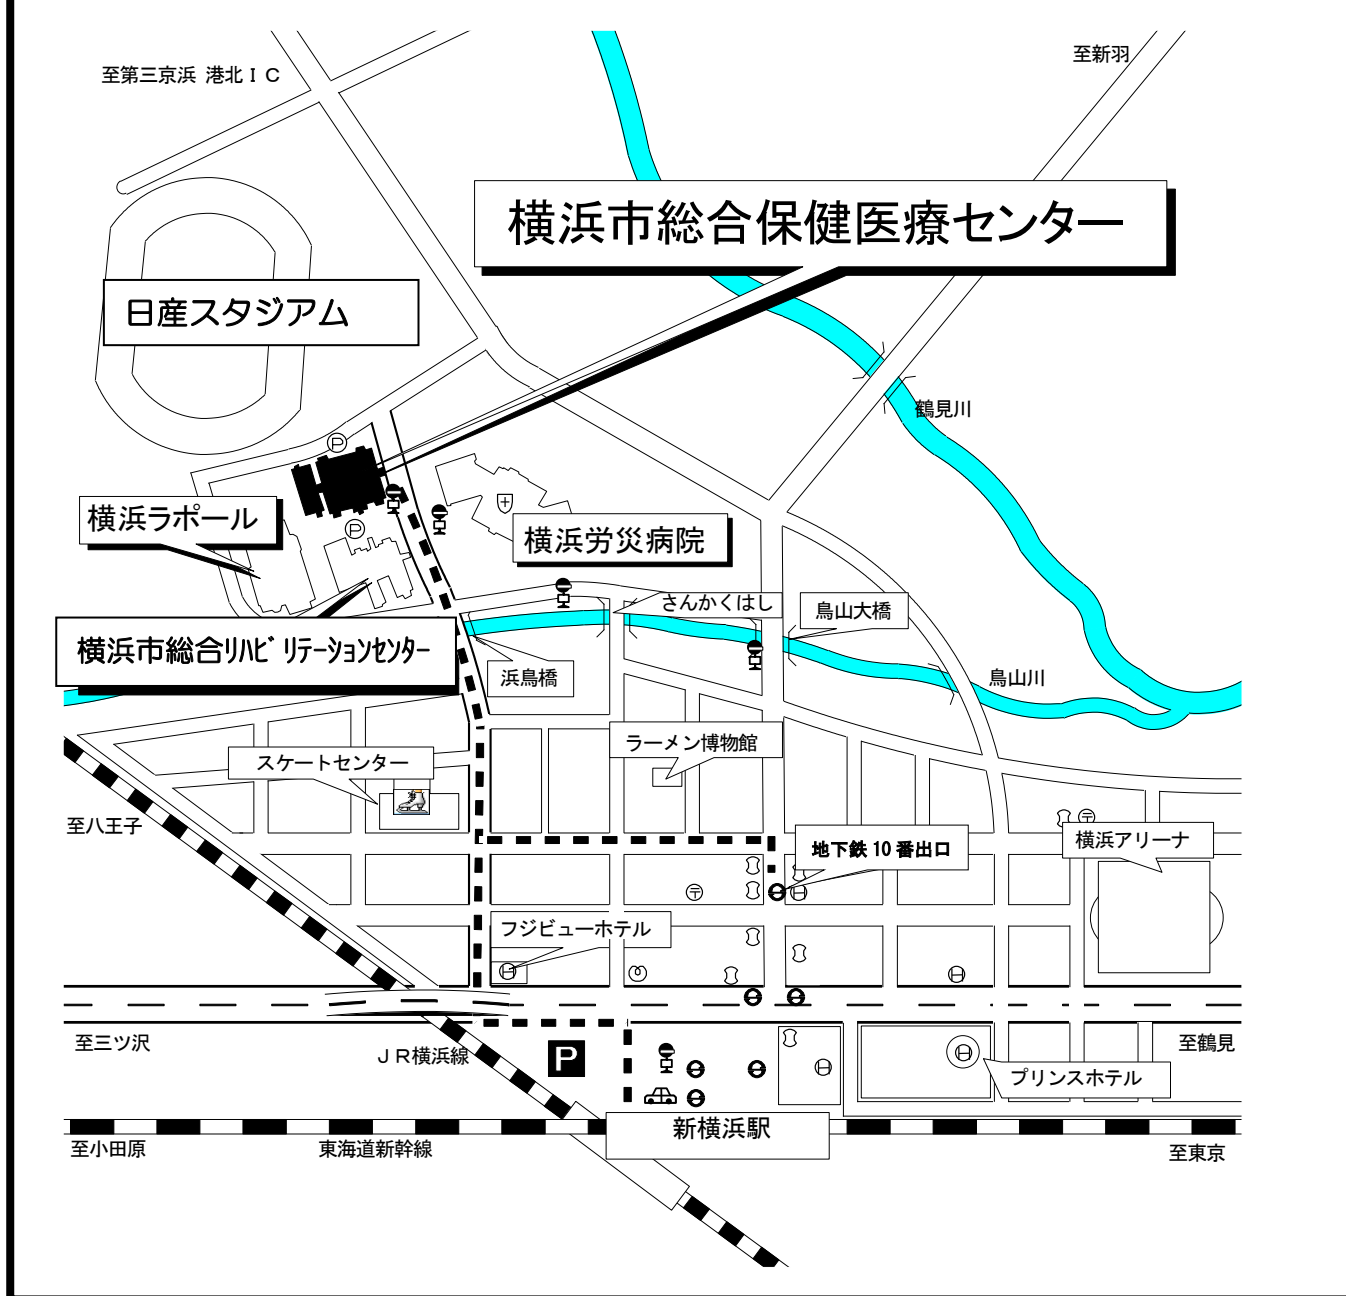 至新羽
至第三京浜 港北ＩＣ
横浜市総合保健医療センター
日産スタジアム
鶴見川
P
横浜ラポール
P
横浜労災病院
さんかくはし
鳥山大橋
横浜市総合ﾘﾊﾋﾞﾘﾃｰｼｮﾝｾﾝﾀｰ
浜鳥橋
鳥山川
ラーメン博物館
スケートセンター
至八王子
〒
横浜アリーナ
地下鉄10番出口
〒
H
フジビューホテル
H
H
至三ツ沢
ＪＲ横浜線
P
H
H
至鶴見
プリンスホテル
新横浜駅
至小田原
東海道新幹線
至東京